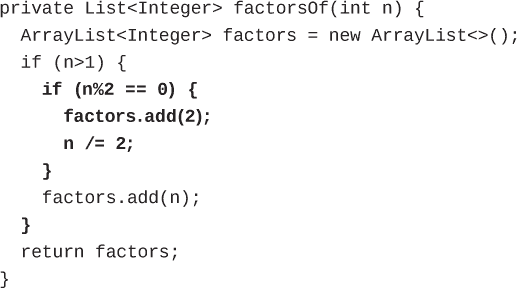 private List<Integer> factorsOf(int n) {
  ArrayList<Integer> factors = new ArrayList<>();
  if (n>1) {
    if (n%2 == 0) {
      factors.add(2);
      n /= 2;
    }
    factors.add(n);
  }
  return factors;
}